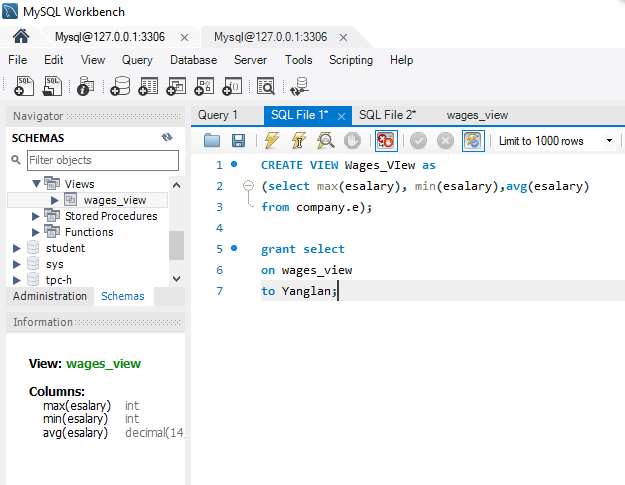 MySQL Workbench
Mysql@127.0.0.1:3306 Mysql@127.0.0.1:3306
File Edit View Query Database Server Tools Scripting Help
SQL SQL
Navigator
SCHEMAS
Filter objects
Views
wages_view
Stored Procedures
Functions
student
sys
tpc-h
Administration Schemas
Information
View: wages_view
Columns:
max(esalary) int
min(esalary) int
avg(esalary) decimal(14,
Query 1 SQL File 1* SQL File 2* wages_view
Limit to 1000 rows
1 CREATE VIEW Wages_VIew as
2 (select max(esalary), min(esalary),avg(esalary)
3 from company.e);
4
5 grant select
6 on wages_view
7 to Yanglan;